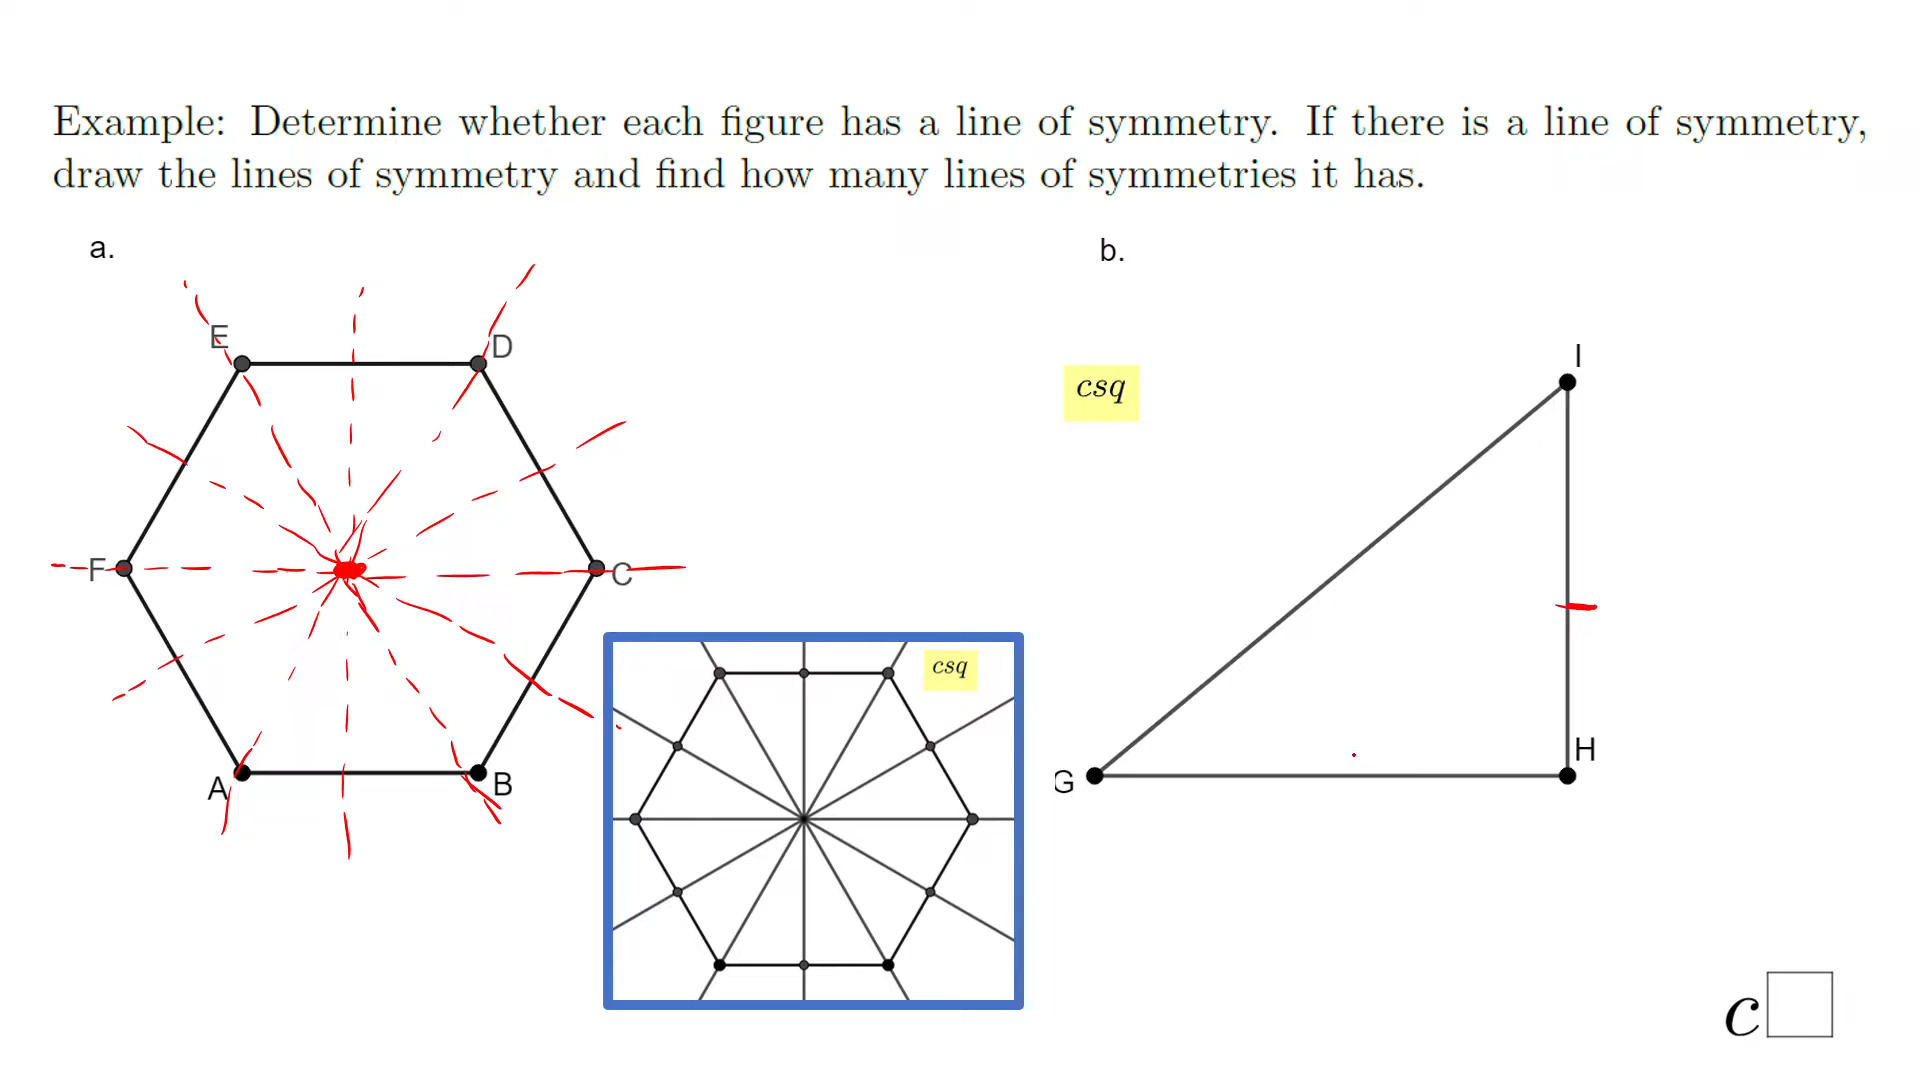 Example: Determine whether each figure has a line of symmetry. If there is a line of symmetry,
draw the lines of symmetry and find how many lines of symmetries it has.
a.
b.
E
D
I
csq
F
C
csq
H
A
B
G
c